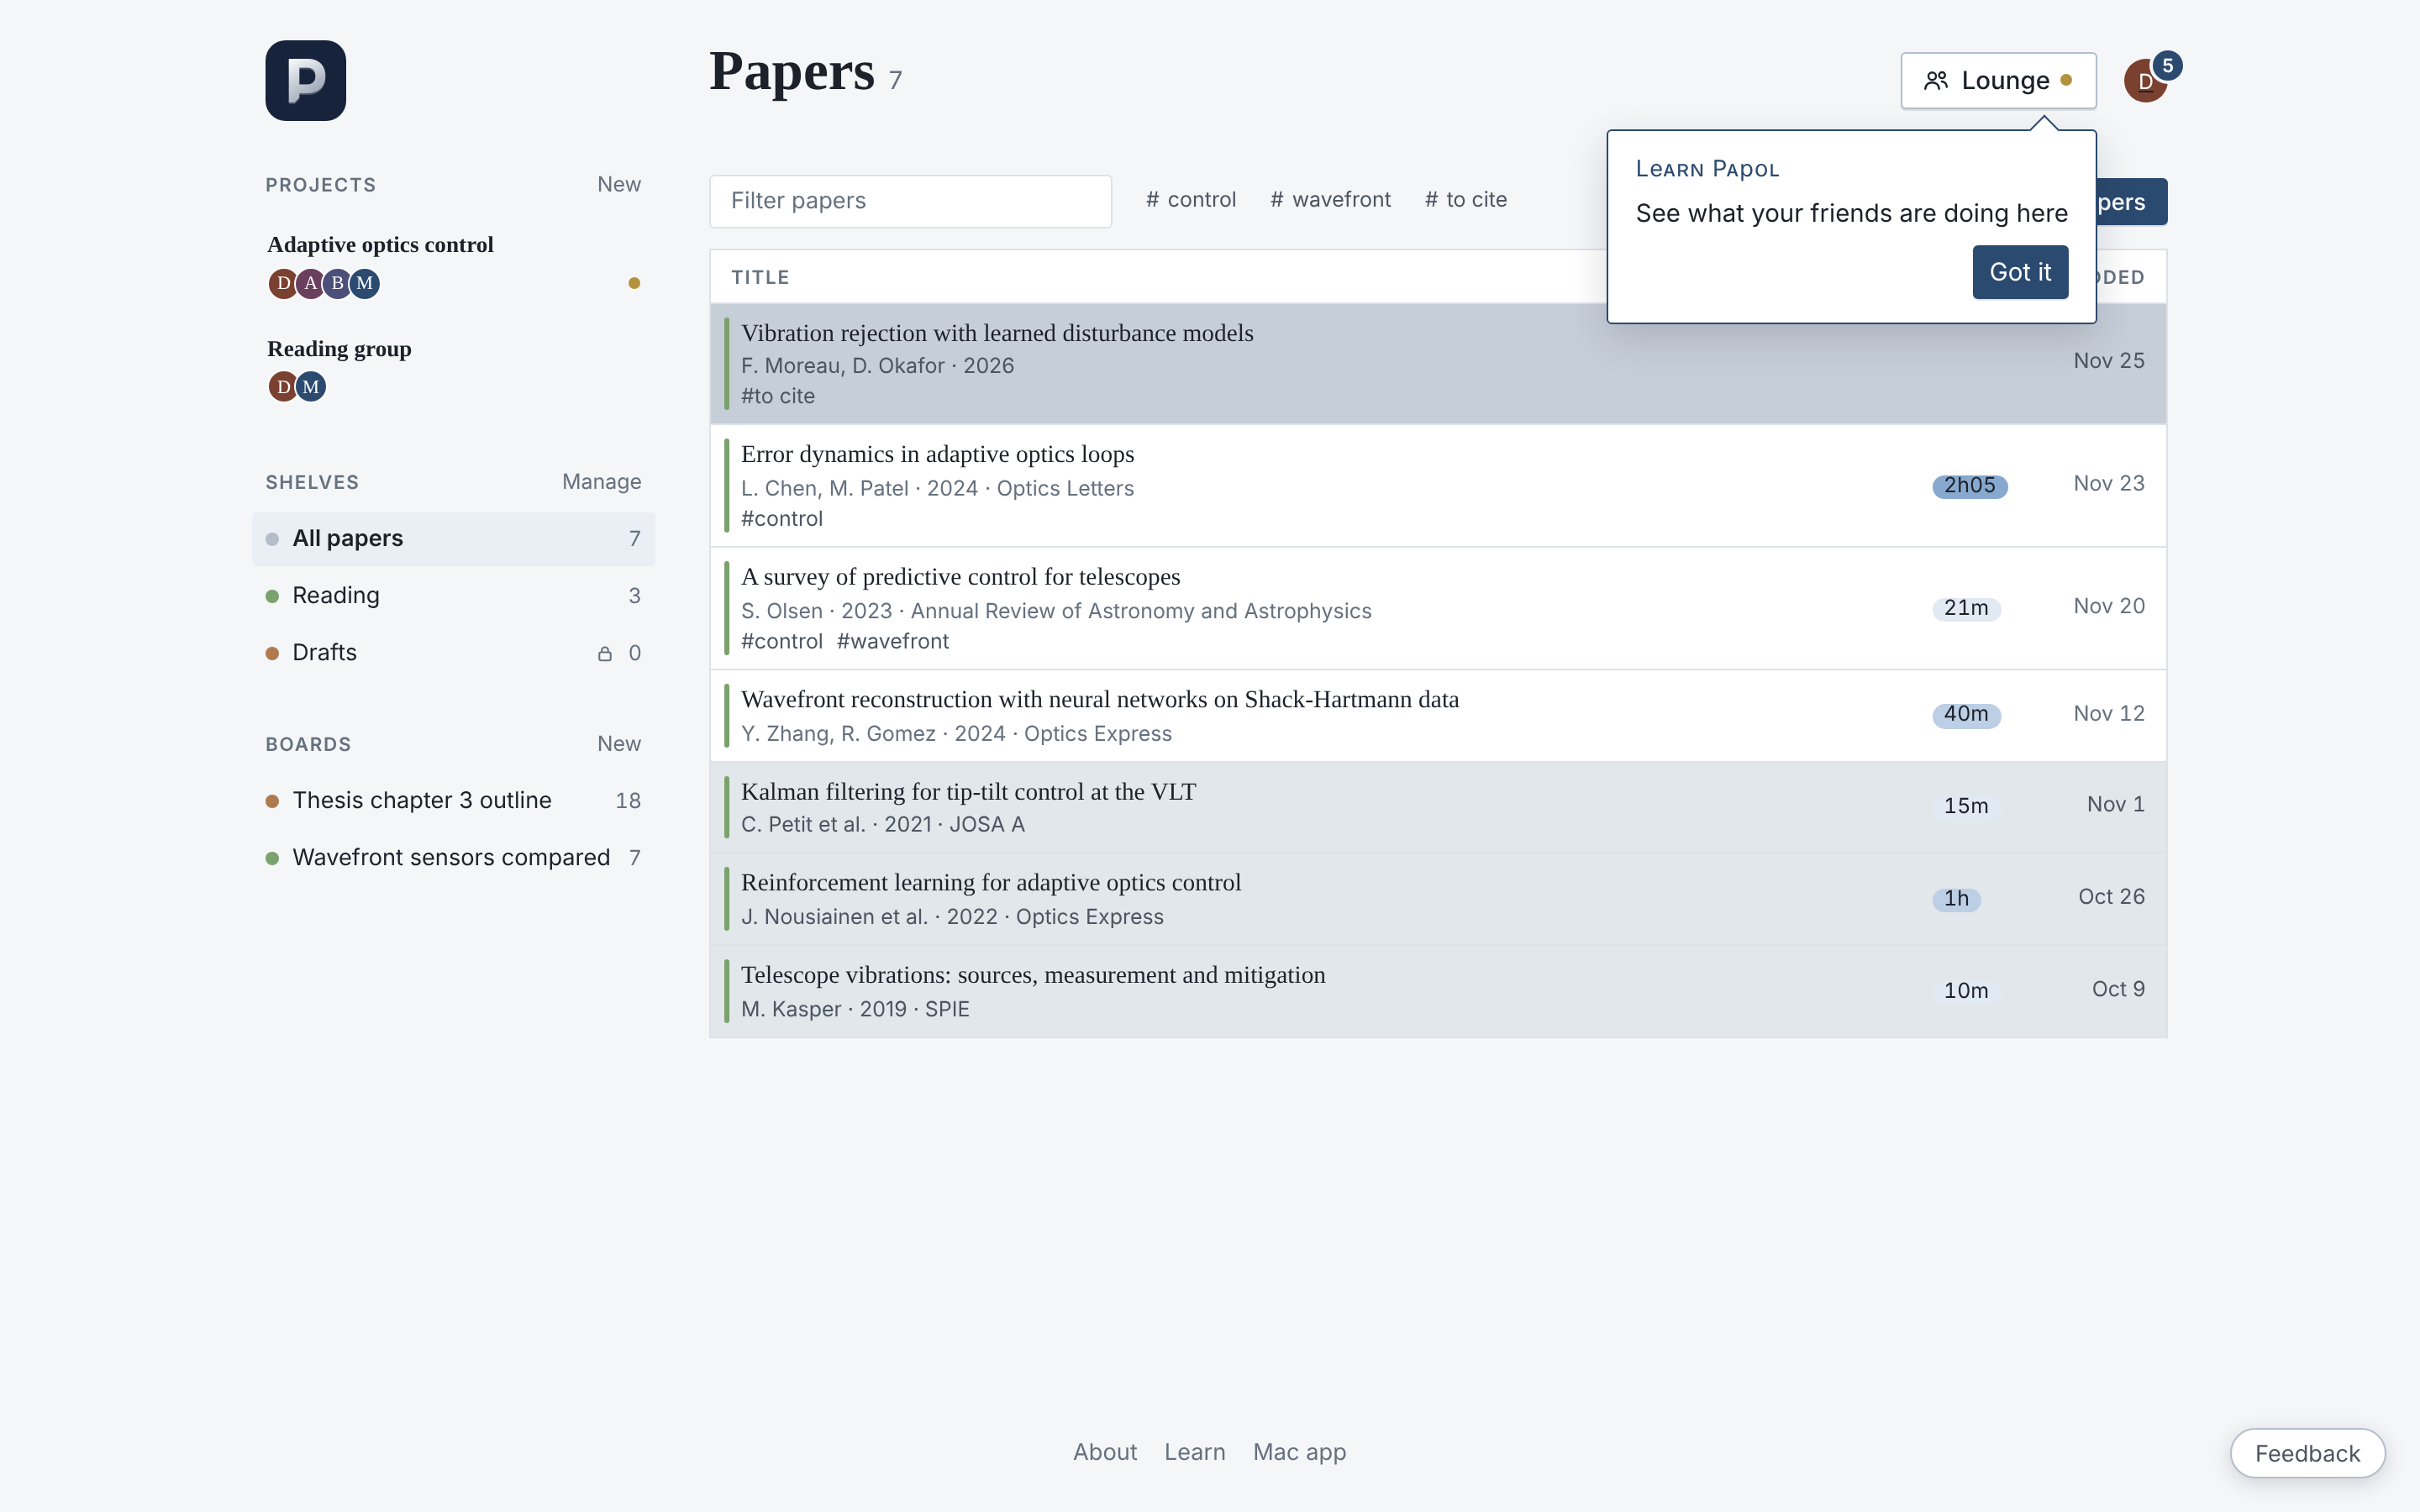 P
Papers 7
Lounge
D 5
PROJECTS New
Adaptive optics control
D A B M
Reading group
D M
SHELVES Manage
All papers 7
Reading 3
Drafts 0
BOARDS New
Thesis chapter 3 outline 18
Wavefront sensors compared 7
Filter papers
# control # wavefront # to cite
Learn Papol
See what your friends are doing here
Got it
TITLE
Vibration rejection with learned disturbance models
F. Moreau, D. Okafor · 2026
#to cite
Nov 25
Error dynamics in adaptive optics loops
L. Chen, M. Patel · 2024 · Optics Letters
#control
2h05 Nov 23
A survey of predictive control for telescopes
S. Olsen · 2023 · Annual Review of Astronomy and Astrophysics
#control #wavefront
21m Nov 20
Wavefront reconstruction with neural networks on Shack-Hartmann data
Y. Zhang, R. Gomez · 2024 · Optics Express
40m Nov 12
Kalman filtering for tip-tilt control at the VLT
C. Petit et al. · 2021 · JOSA A
15m Nov 1
Reinforcement learning for adaptive optics control
J. Nousiainen et al. · 2022 · Optics Express
1h Oct 26
Telescope vibrations: sources, measurement and mitigation
M. Kasper · 2019 · SPIE
10m Oct 9
About Learn Mac app
Feedback